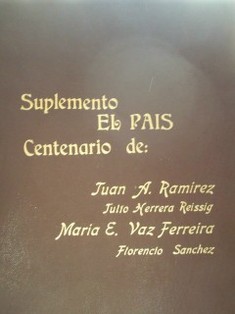 Suplemento
EL PAIS
Centenario de:
Juan A. Ramirez
Julio Herrera Reissig
Maria E. Vaz Ferreira
Florencio Sanchez